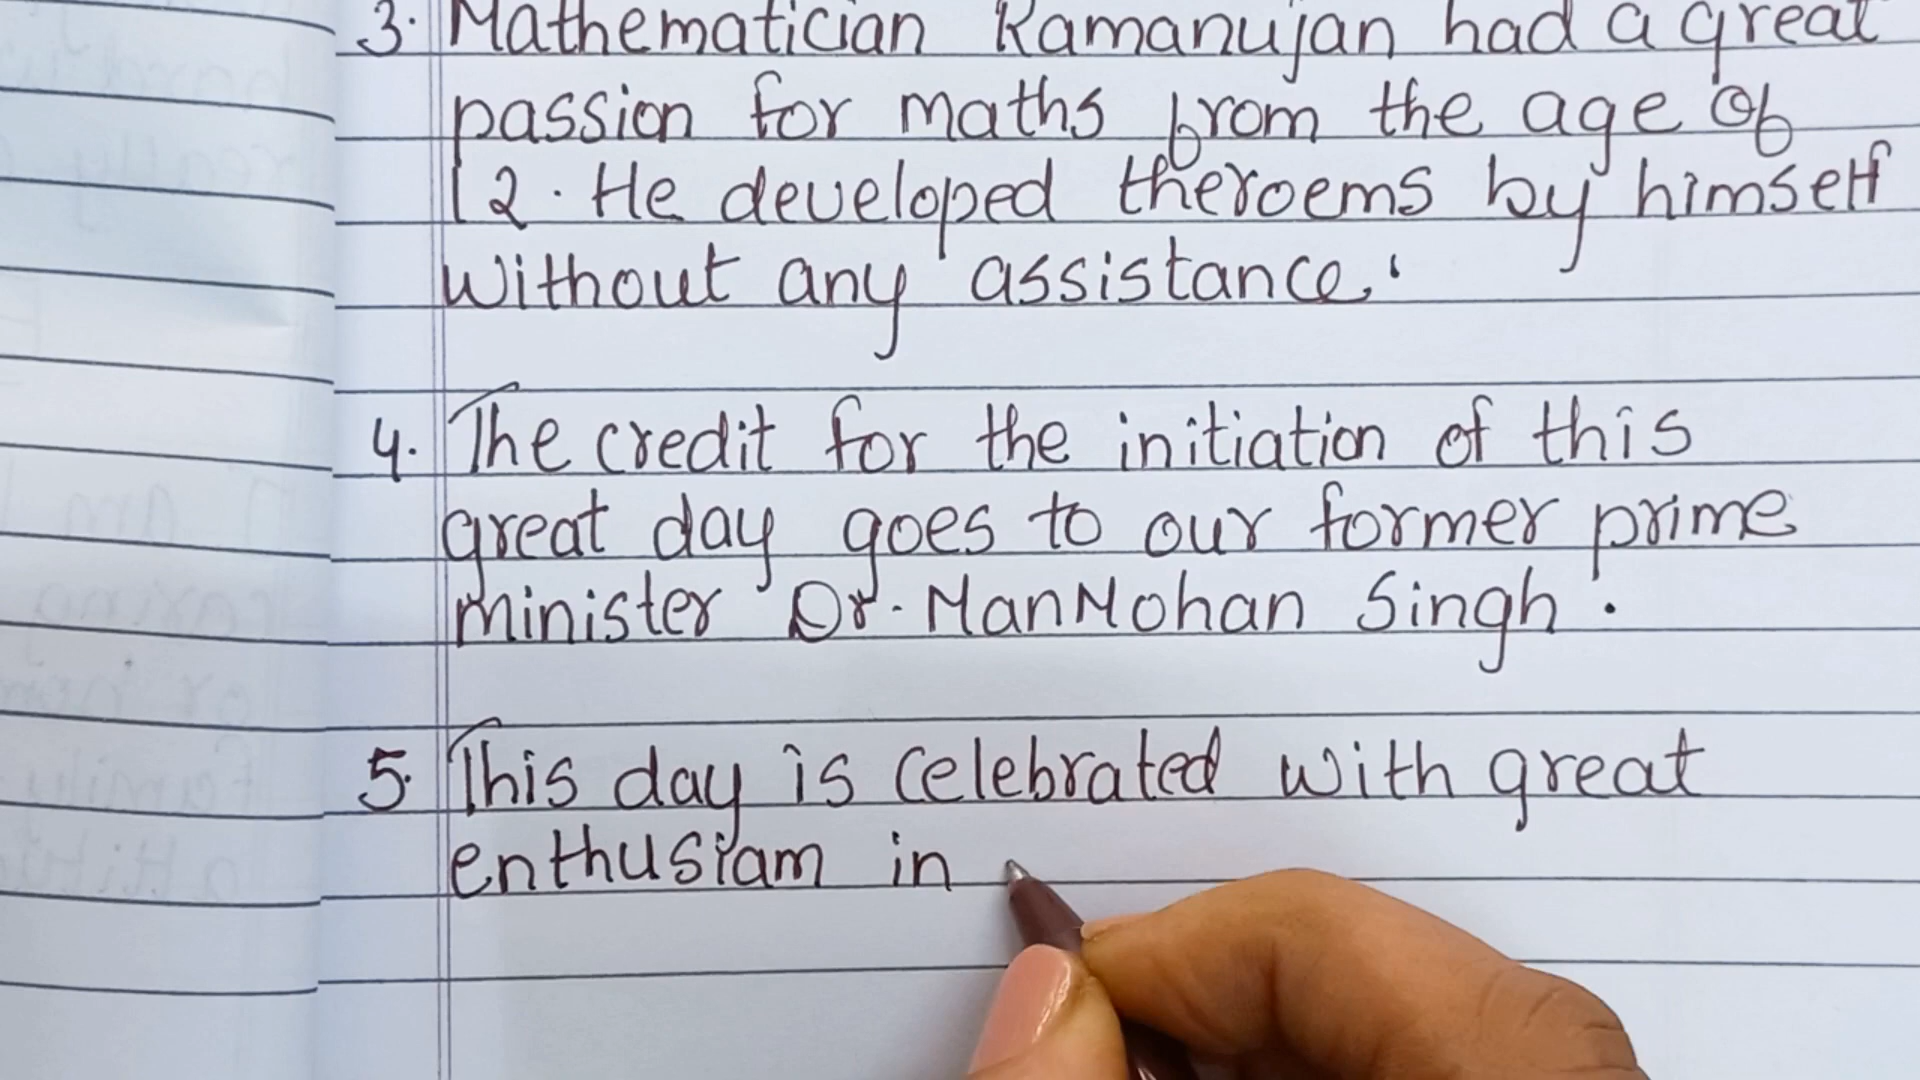 3. Mathematician Ramanujan had a great
passion for maths from the age of
12. He developed theroems by himself
without any assistance.
4. The credit for the initiation of this
great day goes to our former prime
minister Dr. ManMohan Singh.
5. This day is celebrated with great
enthusiam in